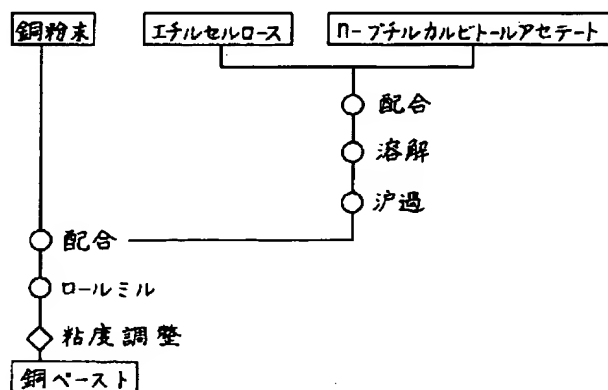 銅粉末 エチルセルロース n-ブチルカルビトールアセテート
配合
溶解
沪過
配合
ロールミル
粘度調整
銅ペースト